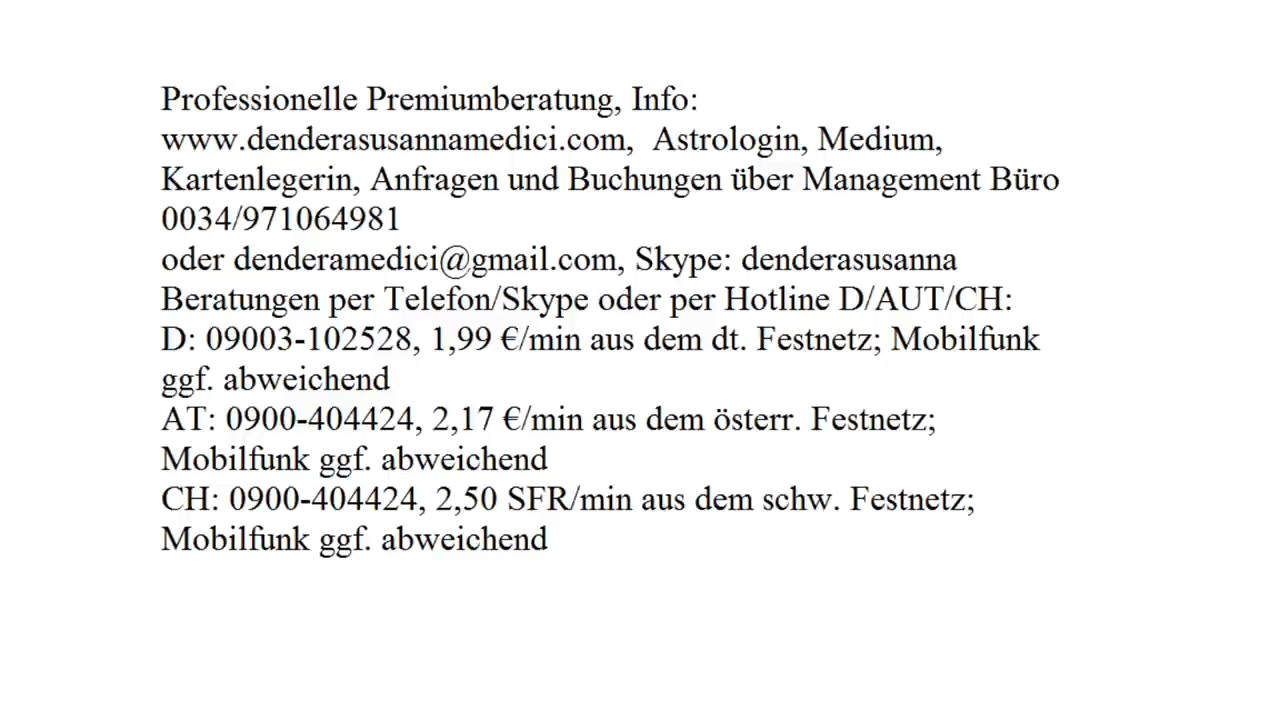 Professionelle Premiumberatung, Info:
www.denderasusannamedici.com,  Astrologin, Medium,
Kartenlegerin, Anfragen und Buchungen über Management Büro
0034/971064981
oder denderamedici@gmail.com, Skype: denderasusanna
Beratungen per Telefon/Skype oder per Hotline D/AUT/CH:
D: 09003-102528, 1,99 €/min aus dem dt. Festnetz; Mobilfunk
ggf. abweichend
AT: 0900-404424, 2,17 €/min aus dem österr. Festnetz;
Mobilfunk ggf. abweichend
CH: 0900-404424, 2,50 SFR/min aus dem schw. Festnetz;
Mobilfunk ggf. abweichend